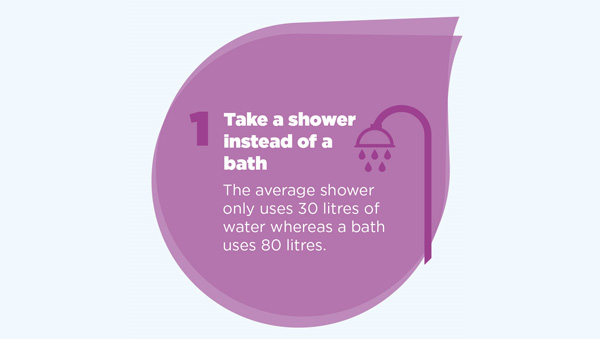 1
Take a shower
instead of a
bath
The average shower
only uses 30 litres of
water whereas a bath
uses 80 litres.